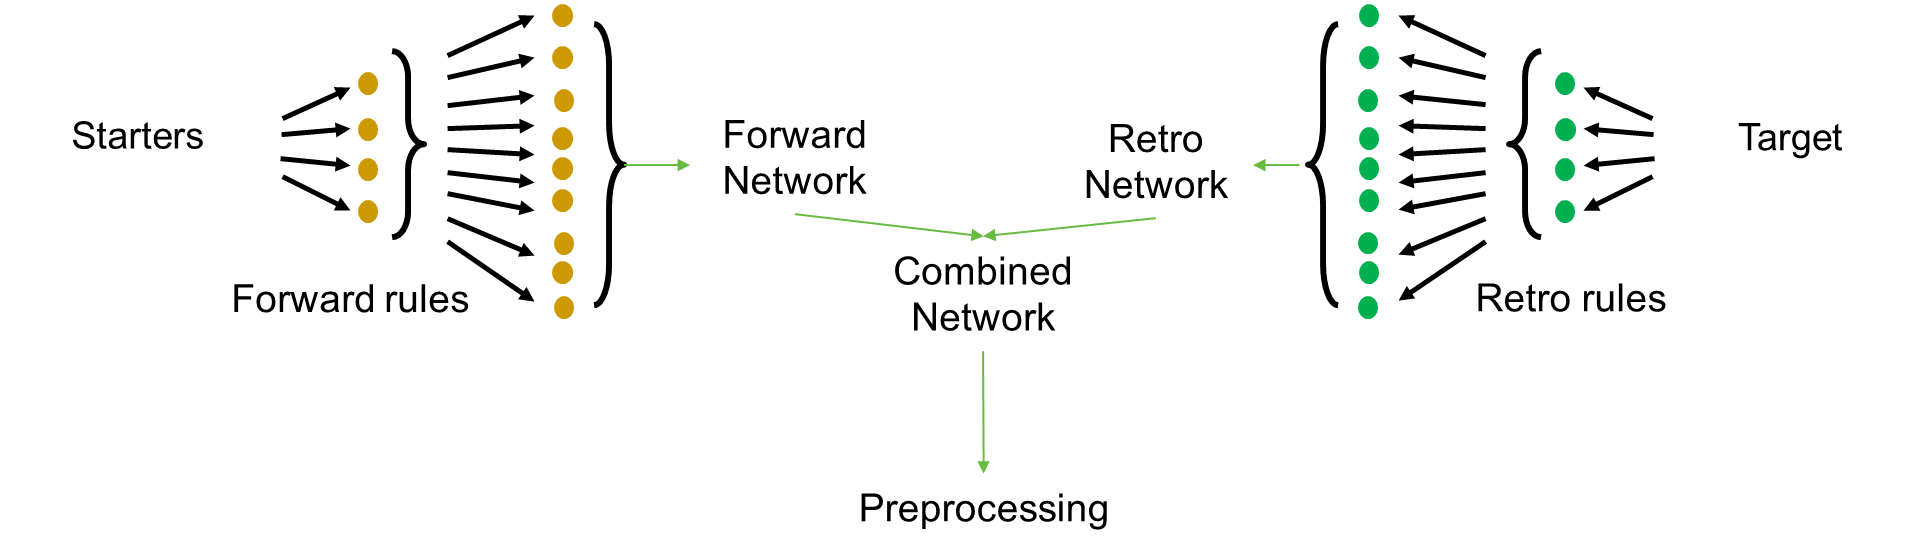 Starters
Forward rules
Forward
Network
Retro
Network
Combined
Network
Preprocessing
Target
Retro rules